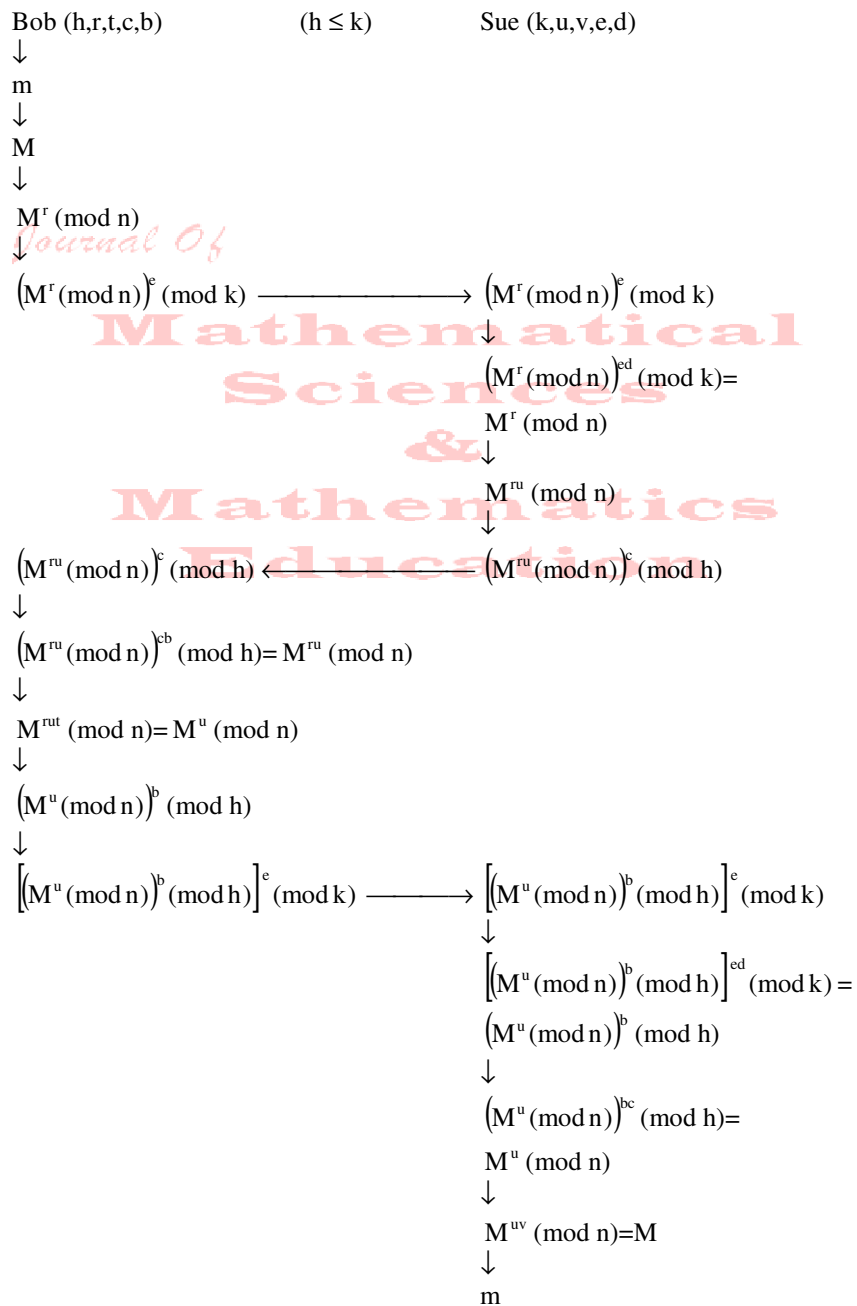 Bob (h,r,t,c,b) (h ≤ k) Sue (k,u,v,e,d)
↓
m
↓
M
↓
M^r (mod n)
Journal Of
↓
(M^r (mod n))^e (mod k) ⟶ (M^r (mod n))^e (mod k)
Mathematical
↓
(M^r (mod n))^ed (mod k)=
Sciences
M^r (mod n)
&
↓
M^ru (mod n)
Mathematics
↓
(M^ru (mod n))^c (mod h) ⟵ (M^ru (mod n))^c (mod h)
Education
↓
(M^ru (mod n))^cb (mod h)= M^ru (mod n)
↓
M^rut (mod n)= M^u (mod n)
↓
(M^u (mod n))^b (mod h)
↓
[(M^u (mod n))^b (mod h)]^e (mod k) ⟶ [(M^u (mod n))^b (mod h)]^e (mod k)
↓
[(M^u (mod n))^b (mod h)]^ed (mod k) =
(M^u (mod n))^b (mod h)
↓
(M^u (mod n))^bc (mod h)=
M^u (mod n)
↓
M^uv (mod n)=M
↓
m